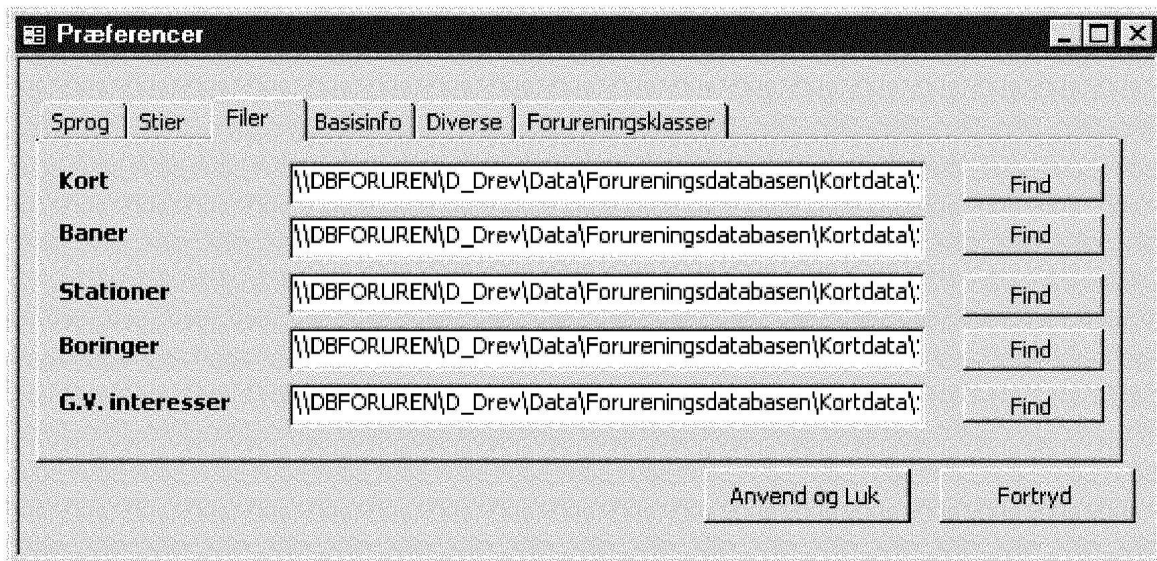 Præferencer
Sprog Stier Filer Basisinfo Diverse Forureningsklasser
Kort \\DBFORUREN\D_Drev\Data\Forureningsdatabasen\Kortdata\ Find
Baner \\DBFORUREN\D_Drev\Data\Forureningsdatabasen\Kortdata\ Find
Stationer \\DBFORUREN\D_Drev\Data\Forureningsdatabasen\Kortdata\ Find
Boringer \\DBFORUREN\D_Drev\Data\Forureningsdatabasen\Kortdata\ Find
G.V. interesser \\DBFORUREN\D_Drev\Data\Forureningsdatabasen\Kortdata\ Find
Anvend og Luk Fortryd